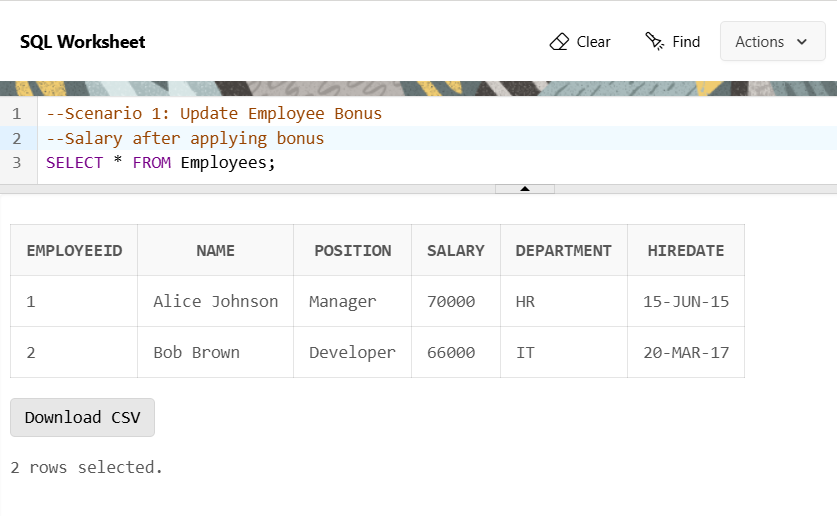 SQL Worksheet Clear Find Actions
1 --Scenario 1: Update Employee Bonus
2 --Salary after applying bonus
3 SELECT * FROM Employees;
EMPLOYEEID NAME POSITION SALARY DEPARTMENT HIREDATE
1 Alice Johnson Manager 70000 HR 15-JUN-15
2 Bob Brown Developer 66000 IT 20-MAR-17
Download CSV
2 rows selected.